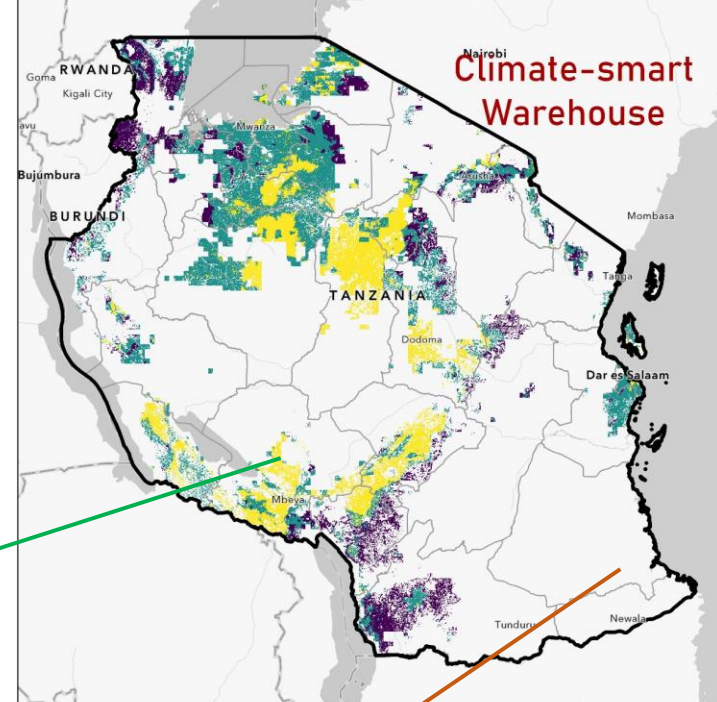 Nairobi
Climate-smart
Warehouse
RWANDA
Goma
Kigali City
avu
Mwanza
Bujumbura
Arusha
BURUNDI
Mombasa
Tanga
TANZANIA
Dodoma
Dar es Salaam
Mbeya
Tunduru
Newala